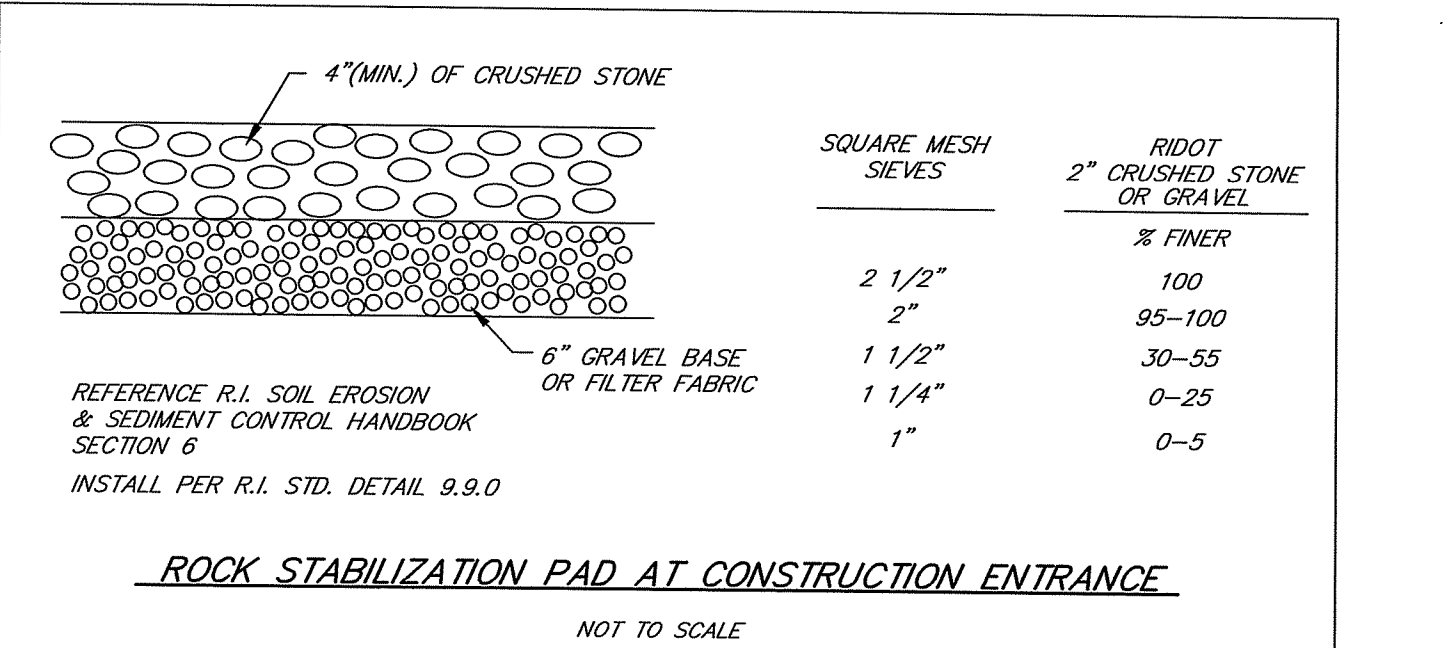 4"(MIN.) OF CRUSHED STONE
6" GRAVEL BASE
OR FILTER FABRIC
REFERENCE R.I. SOIL EROSION
& SEDIMENT CONTROL HANDBOOK
SECTION 6
INSTALL PER R.I. STD. DETAIL 9.9.0
SQUARE MESH
SIEVES
RIDOT
2" CRUSHED STONE
OR GRAVEL
% FINER
2 1/2" 100
2" 95–100
1 1/2" 30–55
1 1/4" 0–25
1" 0–5
ROCK STABILIZATION PAD AT CONSTRUCTION ENTRANCE
NOT TO SCALE